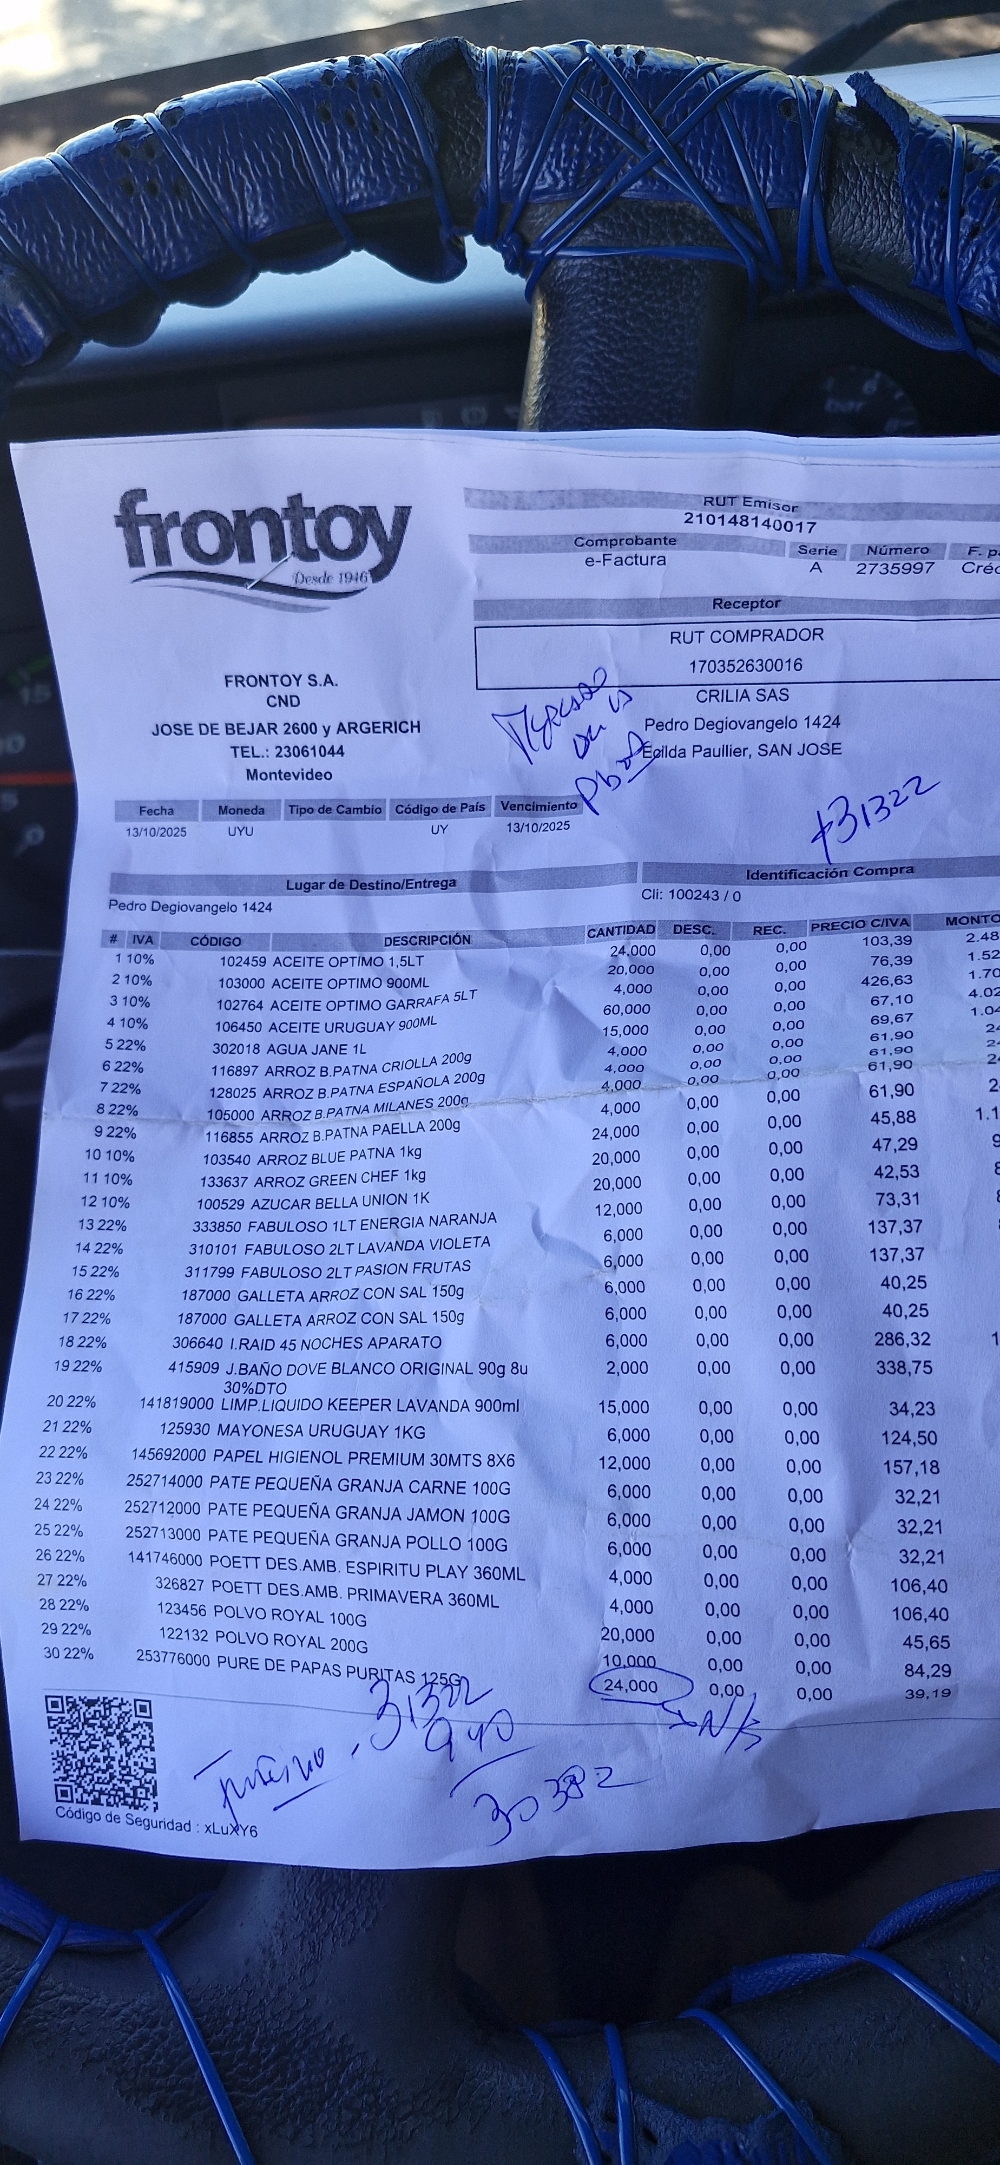 frontoy
Desde 1946
RUT Emisor
210148140017
Comprobante Serie Número F. p
e-Factura A 2735997 Créd
Receptor
RUT COMPRADOR
170352630016
CRILIA SAS
Pedro Degiovangelo 1424
Ecilda Paullier, SAN JOSE
FRONTOY S.A.
CND
JOSE DE BEJAR 2600 y ARGERICH
TEL.: 23061044
Montevideo
+31322
Fecha Moneda Tipo de Cambio Código de País Vencimiento
13/10/2025 UYU UY 13/10/2025
Lugar de Destino/Entrega Identificación Compra
Pedro Degiovangelo 1424 Cli: 100243 / 0
# IVA CÓDIGO DESCRIPCIÓN CANTIDAD DESC. REC. PRECIO C/IVA MONTO
1 10% 102459 ACEITE OPTIMO 1,5LT 24,000 0,00 0,00 103,39 2.48
2 10% 103000 ACEITE OPTIMO 900ML 20,000 0,00 0,00 76,39 1.52
3 10% 102764 ACEITE OPTIMO GARRAFA 5LT 4,000 0,00 0,00 426,63 1.70
4 10% 106450 ACEITE URUGUAY 900ML 60,000 0,00 0,00 67,10 4.02
5 22% 302018 AGUA JANE 1L 15,000 0,00 0,00 69,67 1.04
6 22% 116897 ARROZ B.PATNA CRIOLLA 200g 4,000 0,00 0,00 61,90 24
7 22% 128025 ARROZ B.PATNA ESPAÑOLA 200g 4,000 0,00 0,00 61,90 24
8 22% 105000 ARROZ B.PATNA MILANES 200g 4,000 0,00 0,00 61,90 24
9 22% 116855 ARROZ B.PATNA PAELLA 200g 4,000 0,00 0,00 61,90 2
10 10% 103540 ARROZ BLUE PATNA 1kg 24,000 0,00 0,00 45,88 1.1
11 10% 133637 ARROZ GREEN CHEF 1kg 20,000 0,00 0,00 47,29 9
12 10% 100529 AZUCAR BELLA UNION 1K 20,000 0,00 0,00 42,53 8
13 22% 333850 FABULOSO 1LT ENERGIA NARANJA 12,000 0,00 0,00 73,31
14 22% 310101 FABULOSO 2LT LAVANDA VIOLETA 6,000 0,00 0,00 137,37
15 22% 311799 FABULOSO 2LT PASION FRUTAS 6,000 0,00 0,00 137,37
16 22% 187000 GALLETA ARROZ CON SAL 150g 6,000 0,00 0,00 40,25
17 22% 187000 GALLETA ARROZ CON SAL 150g 6,000 0,00 0,00 40,25
18 22% 306640 I.RAID 45 NOCHES APARATO 6,000 0,00 0,00 286,32 1
19 22% 415909 J.BAÑO DOVE BLANCO ORIGINAL 90g 8u 2,000 0,00 0,00 338,75
30%DTO
20 22% 141819000 LIMP.LIQUIDO KEEPER LAVANDA 900ml 15,000 0,00 0,00 34,23
21 22% 125930 MAYONESA URUGUAY 1KG 6,000 0,00 0,00 124,50
22 22% 145692000 PAPEL HIGIENOL PREMIUM 30MTS 8X6 12,000 0,00 0,00 157,18
23 22% 252714000 PATE PEQUEÑA GRANJA CARNE 100G 6,000 0,00 0,00 32,21
24 22% 252712000 PATE PEQUEÑA GRANJA JAMON 100G 6,000 0,00 0,00 32,21
25 22% 252713000 PATE PEQUEÑA GRANJA POLLO 100G 6,000 0,00 0,00 32,21
26 22% 141746000 POETT DES.AMB. ESPIRITU PLAY 360ML 4,000 0,00 0,00 106,40
27 22% 326827 POETT DES.AMB. PRIMAVERA 360ML 4,000 0,00 0,00 106,40
28 22% 123456 POLVO ROYAL 100G 20,000 0,00 0,00 45,65
29 22% 122132 POLVO ROYAL 200G 10,000 0,00 0,00 84,29
30 22% 253776000 PURE DE PAPAS PURITAS 125G 24,000 0,00 0,00 39,19
31322
940
30382
Código de Seguridad : xLuXY6